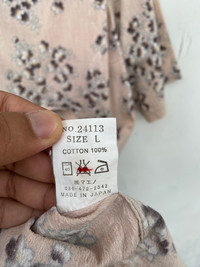 NO. 24113
SIZE L
COTTON 100%
MADE IN JAPAN